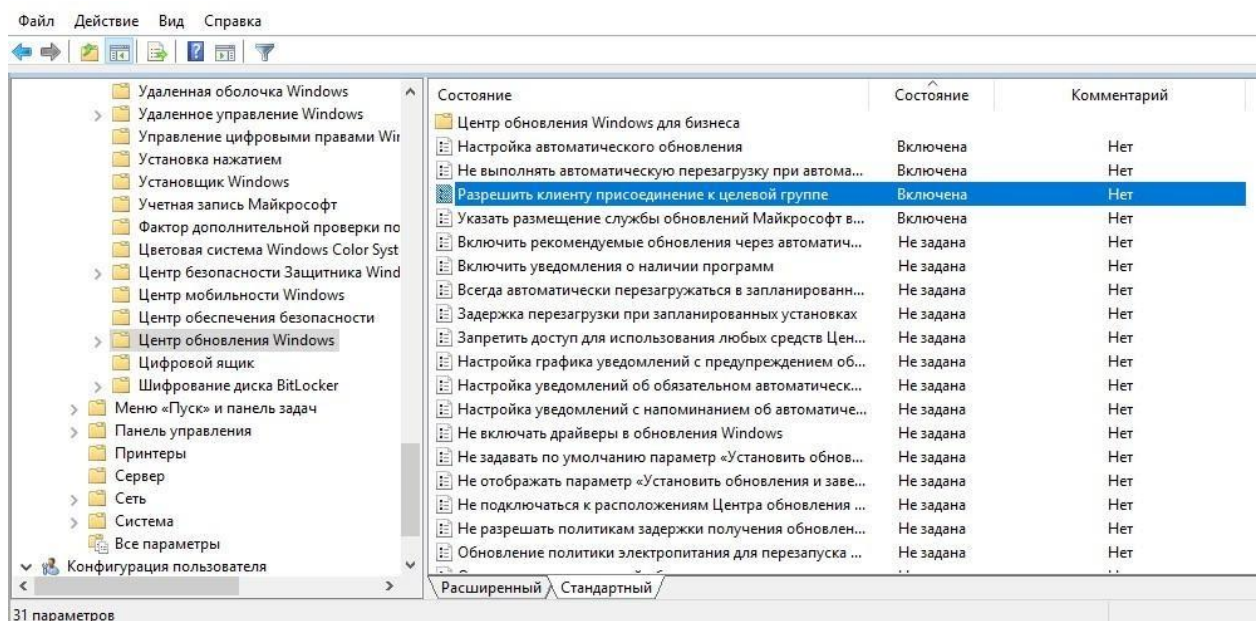 Файл Действие Вид Справка
Удаленная оболочка Windows
Удаленное управление Windows
Управление цифровыми правами Wir
Установка нажатием
Установщик Windows
Учетная запись Майкрософт
Фактор дополнительной проверки по
Цветовая система Windows Color Syst
Центр безопасности Защитника Wind
Центр мобильности Windows
Центр обеспечения безопасности
Центр обновления Windows
Цифровой ящик
Шифрование диска BitLocker
Меню «Пуск» и панель задач
Панель управления
Принтеры
Сервер
Сеть
Система
Все параметры
Конфигурация пользователя
Состояние Состояние Комментарий
Центр обновления Windows для бизнеса
Настройка автоматического обновления Включена Нет
Не выполнять автоматическую перезагрузку при автома... Включена Нет
Разрешить клиенту присоединение к целевой группе Включена Нет
Указать размещение службы обновлений Майкрософт в... Включена Нет
Включить рекомендуемые обновления через автоматич... Не задана Нет
Включить уведомления о наличии программ Не задана Нет
Всегда автоматически перезагружаться в запланированн... Не задана Нет
Задержка перезагрузки при запланированных установках Не задана Нет
Запретить доступ для использования любых средств Цен... Не задана Нет
Настройка графика уведомлений с предупреждением об... Не задана Нет
Настройка уведомлений об обязательном автоматическ... Не задана Нет
Настройка уведомлений с напоминанием об автоматиче... Не задана Нет
Не включать драйверы в обновления Windows Не задана Нет
Не задавать по умолчанию параметр «Установить обнов... Не задана Нет
Не отображать параметр «Установить обновления и заве... Не задана Нет
Не подключаться к расположениям Центра обновления ... Не задана Нет
Не разрешать политикам задержки получения обновлен... Не задана Нет
Обновление политики электропитания для перезапуска ... Не задана Нет
Расширенный Стандартный
31 параметров